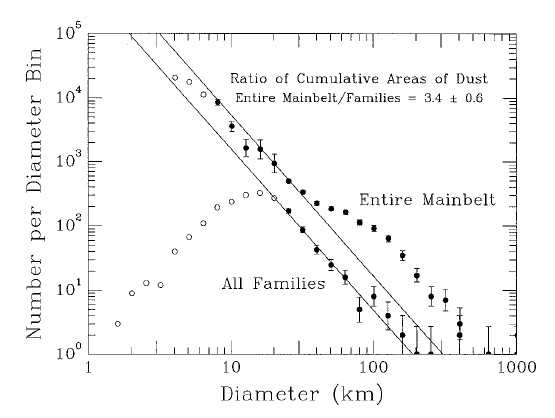 10^5
10^4
10^3
10^2
10^1
10^0
Number per Diameter Bin
Ratio of Cumulative Areas of Dust
Entire Mainbelt/Families = 3.4 ± 0.6
Entire Mainbelt
All Families
1
10
100
1000
Diameter (km)